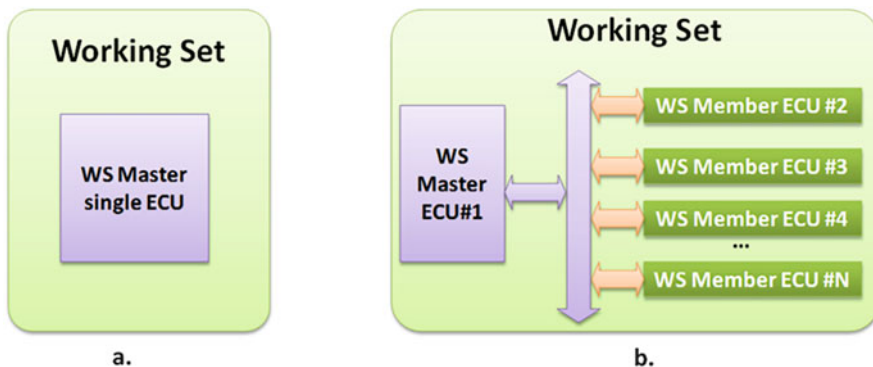 Working Set
WS Master
single ECU
a.
Working Set
WS
Master
ECU#1
WS Member ECU #2
WS Member ECU #3
WS Member ECU #4
...
WS Member ECU #N
b.